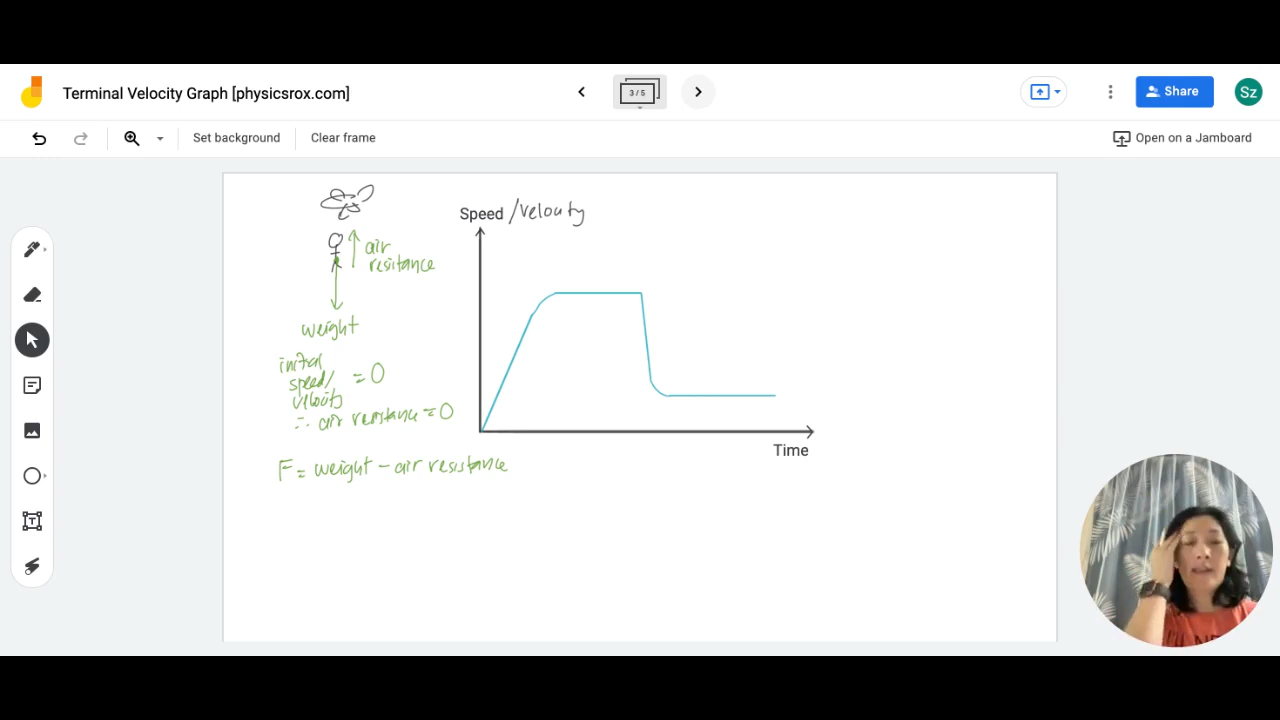 Terminal Velocity Graph [physicsrox.com]
3 / 5
Share
Sz
Set background
Clear frame
Open on a Jamboard
Speed /velocity
air
resistance
weight
initial
speed/
velocity
= 0
∴ air resistance = 0
F = weight - air resistance
Time